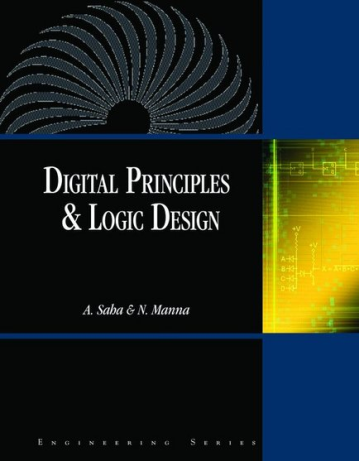 DIGITAL PRINCIPLES
& LOGIC DESIGN
A. Saha & N. Manna
ENGINEERING SERIES
+V
+V
A
B
C
D